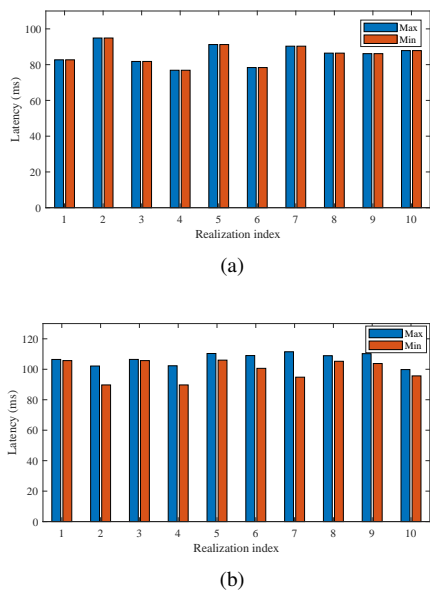 100
80
60
40
20
0
Latency (ms)
Max
Min
1 2 3 4 5 6 7 8 9 10
Realization index
(a)
120
100
80
60
40
20
0
Latency (ms)
Max
Min
1 2 3 4 5 6 7 8 9 10
Realization index
(b)